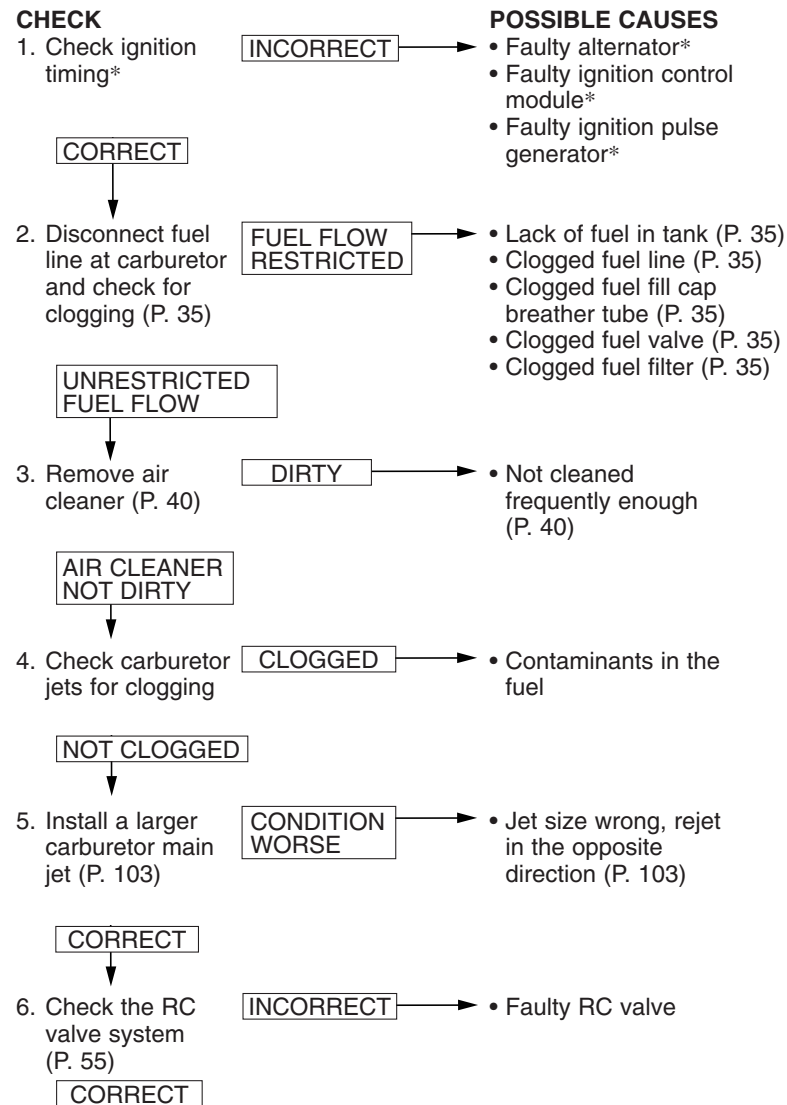 CHECK
POSSIBLE CAUSES
1. Check ignition
timing*
INCORRECT
• Faulty alternator*
• Faulty ignition control
module*
• Faulty ignition pulse
generator*
CORRECT
2. Disconnect fuel
line at carburetor
and check for
clogging (P. 35)
FUEL FLOW
RESTRICTED
• Lack of fuel in tank (P. 35)
• Clogged fuel line (P. 35)
• Clogged fuel fill cap
breather tube (P. 35)
• Clogged fuel valve (P. 35)
• Clogged fuel filter (P. 35)
UNRESTRICTED
FUEL FLOW
3. Remove air
cleaner (P. 40)
DIRTY
• Not cleaned
frequently enough
(P. 40)
AIR CLEANER
NOT DIRTY
4. Check carburetor
jets for clogging
CLOGGED
• Contaminants in the
fuel
NOT CLOGGED
5. Install a larger
carburetor main
jet (P. 103)
CONDITION
WORSE
• Jet size wrong, rejet
in the opposite
direction (P. 103)
CORRECT
6. Check the RC
valve system
(P. 55)
INCORRECT
• Faulty RC valve
CORRECT